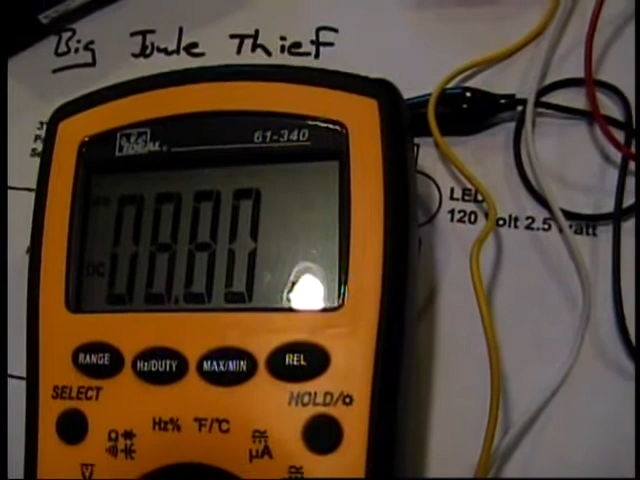 Big Joule Thief
61-340
08.80
DC
LED
120 Volt 2.5 watt
RANGE
Hz/DUTY
MAX/MIN
REL
SELECT
HOLD/
Hz% °F/°C
µA
V